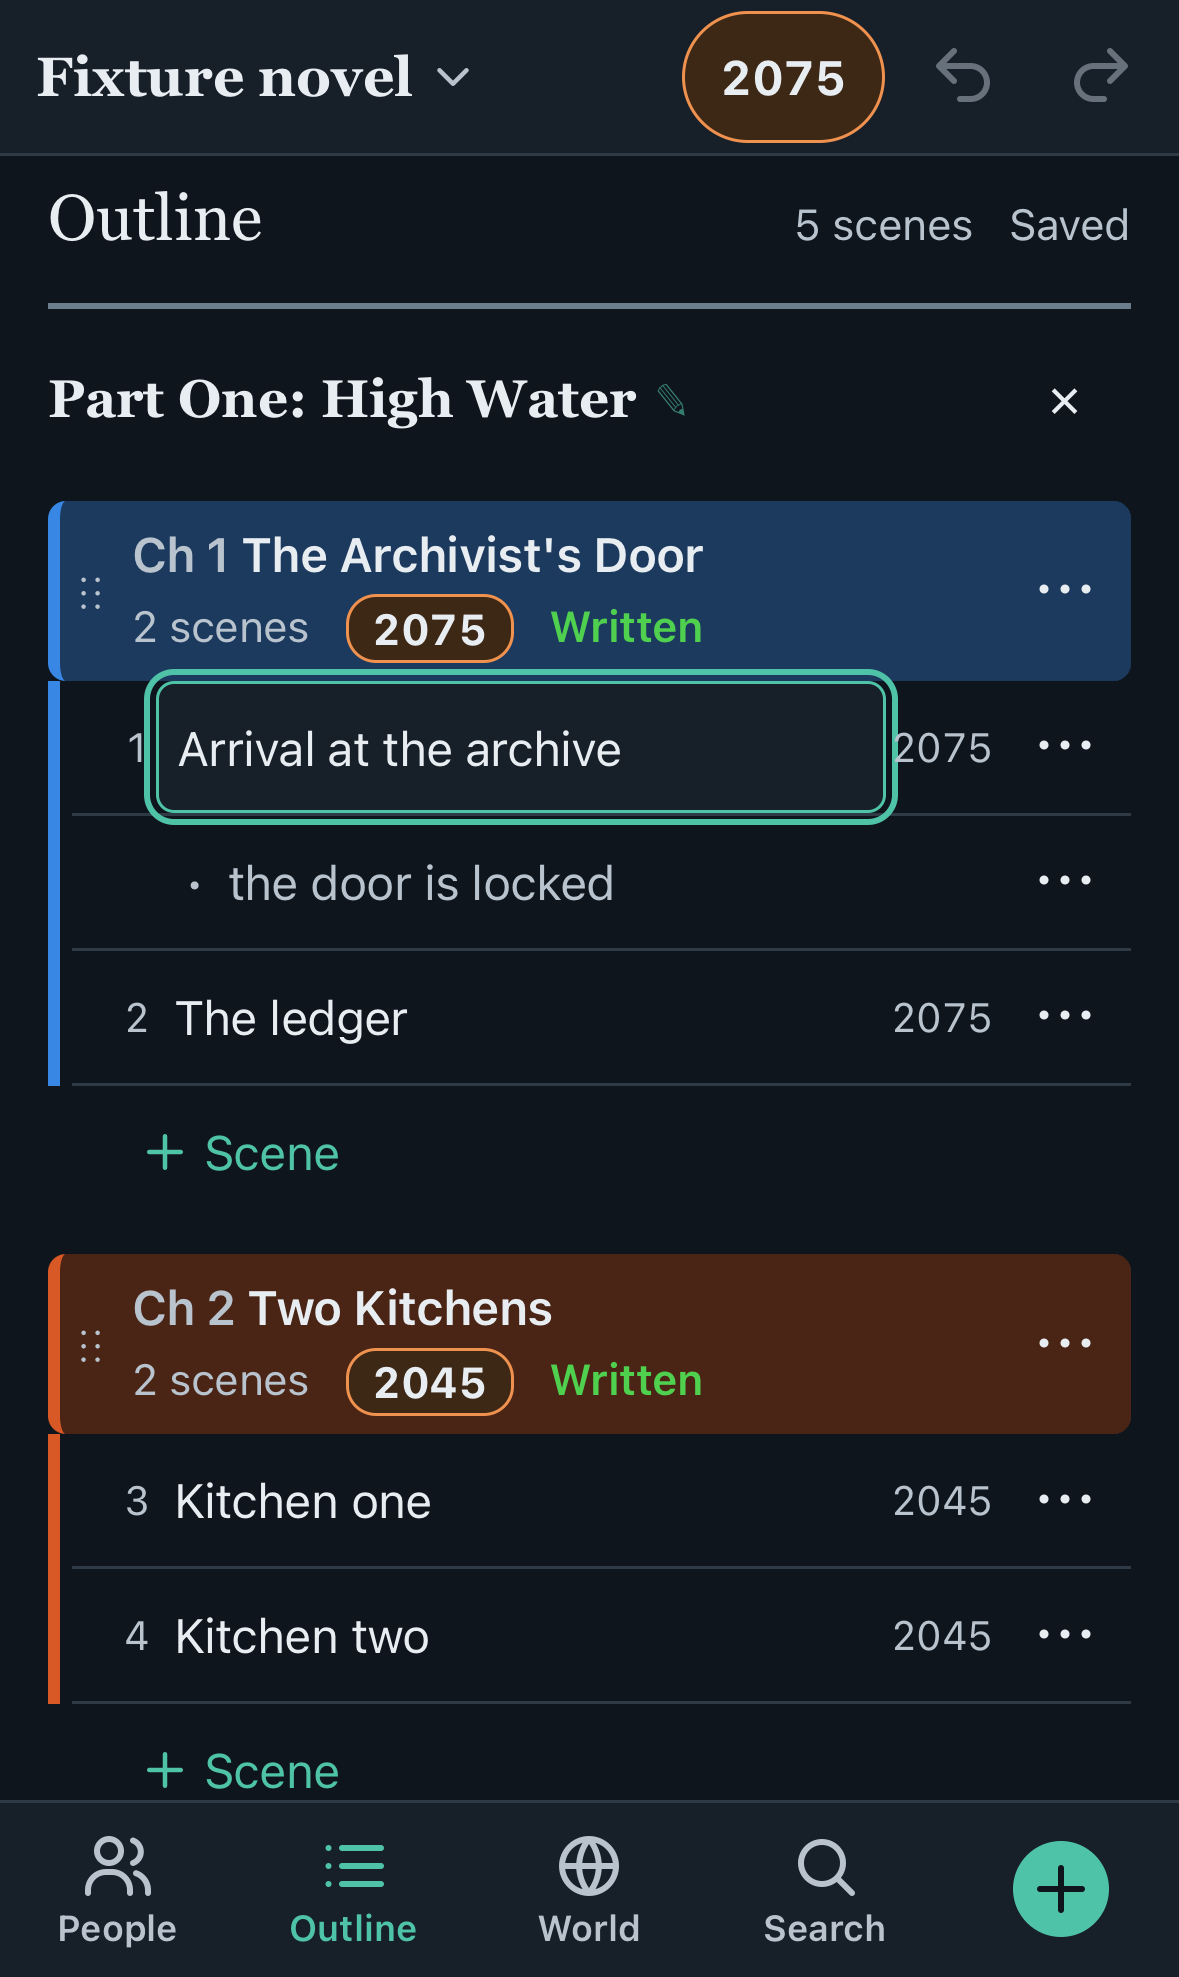 Fixture novel 2075
Outline 5 scenes Saved
Part One: High Water
Ch 1 The Archivist's Door
2 scenes 2075 Written
1 Arrival at the archive 2075
· the door is locked
2 The ledger 2075
+ Scene
Ch 2 Two Kitchens
2 scenes 2045 Written
3 Kitchen one 2045
4 Kitchen two 2045
+ Scene
People Outline World Search